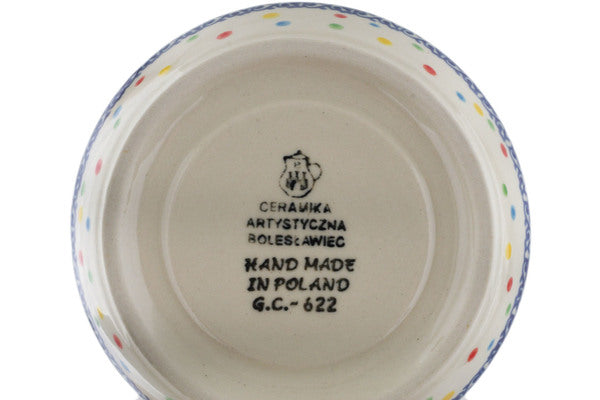 CERAMIKA
ARTYSTYCZNA
BOLESŁAWIEC
HAND MADE
IN POLAND
G.C.-622